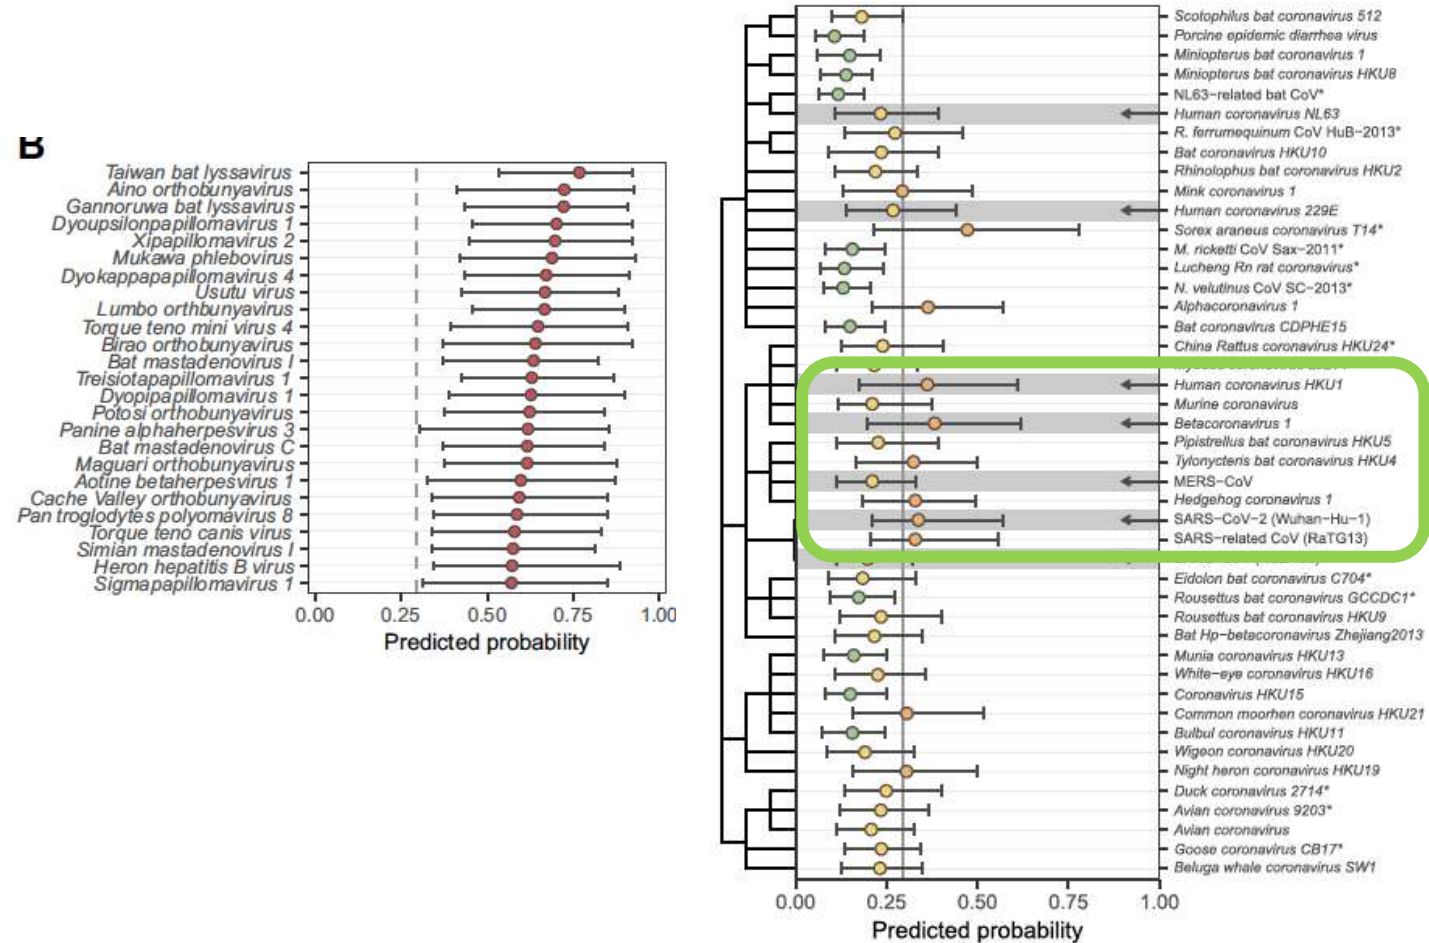 B
Taiwan bat lyssavirus
Aino orthobunyavirus
Gannoruwa bat lyssavirus
Dyoupsilonpapillomavirus 1
Xipapillomavirus 2
Mukawa phlebovirus
Dyokappapapillomavirus 4
Usutu virus
Lumbo orthbunyavirus
Torque teno mini virus 4
Birao orthobunyavirus
Bat mastadenovirus I
Treisiotapapillomavirus 1
Dyopipapillomavirus 1
Potosi orthobunyavirus
Panine alphaherpesvirus 3
Bat mastadenovirus C
Maguari orthobunyavirus
Aotine betaherpesvirus 1
Cache Valley orthobunyavirus
Pan troglodytes polyomavirus 8
Torque teno canis virus
Simian mastadenovirus I
Heron hepatitis B virus
Sigmapapillomavirus 1
0.00 0.25 0.50 0.75 1.00
Predicted probability
Scotophilus bat coronavirus 512
Porcine epidemic diarrhea virus
Miniopterus bat coronavirus 1
Miniopterus bat coronavirus HKU8
NL63-related bat CoV*
Human coronavirus NL63
R. ferrumequinum CoV HuB-2013*
Bat coronavirus HKU10
Rhinolophus bat coronavirus HKU2
Mink coronavirus 1
Human coronavirus 229E
Sorex araneus coronavirus T14*
M. ricketti CoV Sax-2011*
Lucheng Rn rat coronavirus*
N. velutinus CoV SC-2013*
Alphacoronavirus 1
Bat coronavirus CDPHE15
China Rattus coronavirus HKU24*
Human coronavirus HKU1
Murine coronavirus
Betacoronavirus 1
Pipistrellus bat coronavirus HKU5
Tylonycteris bat coronavirus HKU4
MERS-CoV
Hedgehog coronavirus 1
SARS-CoV-2 (Wuhan-Hu-1)
SARS-related CoV (RaTG13)
Eidolon bat coronavirus C704*
Rousettus bat coronavirus GCCDC1*
Rousettus bat coronavirus HKU9
Bat Hp-betacoronavirus Zhejiang2013
Munia coronavirus HKU13
White-eye coronavirus HKU16
Coronavirus HKU15
Common moorhen coronavirus HKU21
Bulbul coronavirus HKU11
Wigeon coronavirus HKU20
Night heron coronavirus HKU19
Duck coronavirus 2714*
Avian coronavirus 9203*
Avian coronavirus
Goose coronavirus CB17*
Beluga whale coronavirus SW1
0.00 0.25 0.50 0.75 1.00
Predicted probability